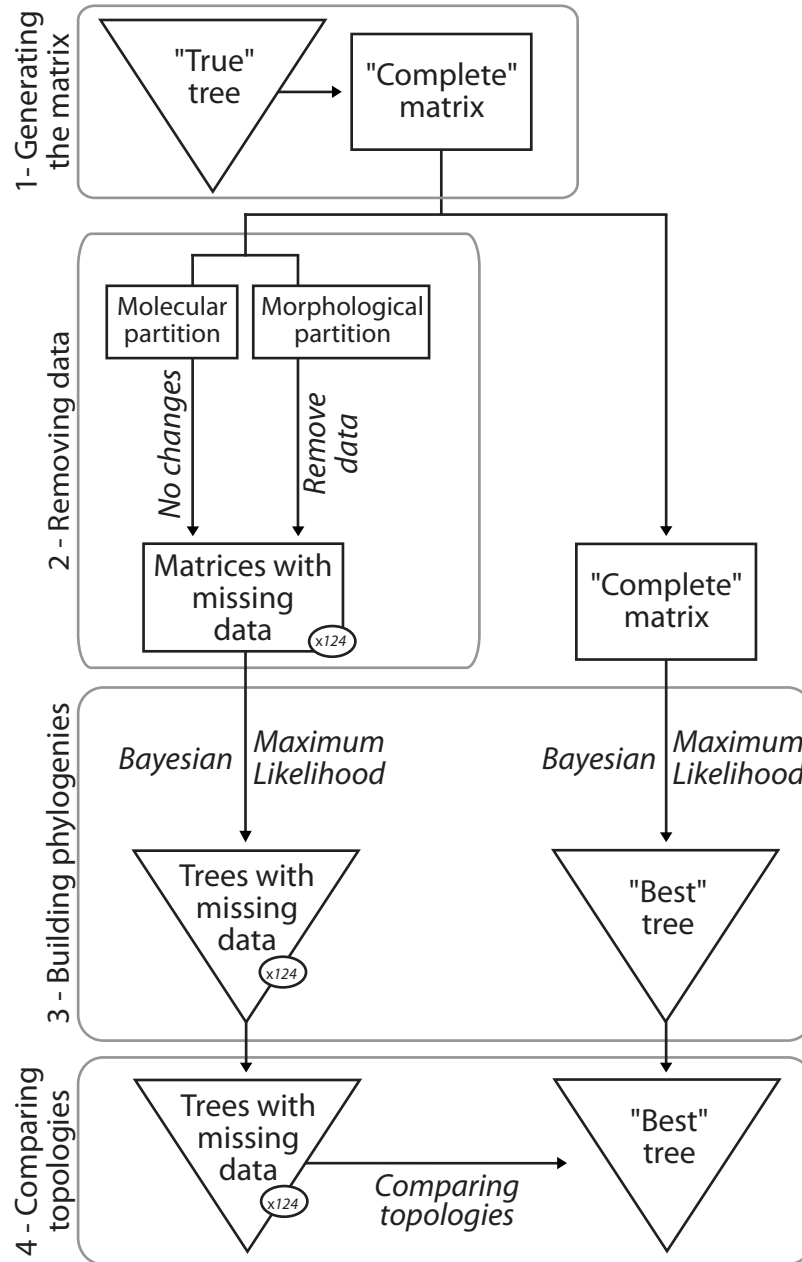 1- Generating
the matrix
"True"
tree
"Complete"
matrix
2 - Removing data
Molecular
partition
Morphological
partition
No changes
Remove
data
Matrices with
missing
data
x124
"Complete"
matrix
3 - Building phylogenies
Bayesian
Maximum
Likelihood
Bayesian
Maximum
Likelihood
Trees with
missing
data
x124
"Best"
tree
4 - Comparing
topologies
Trees with
missing
data
x124
Comparing
topologies
"Best"
tree